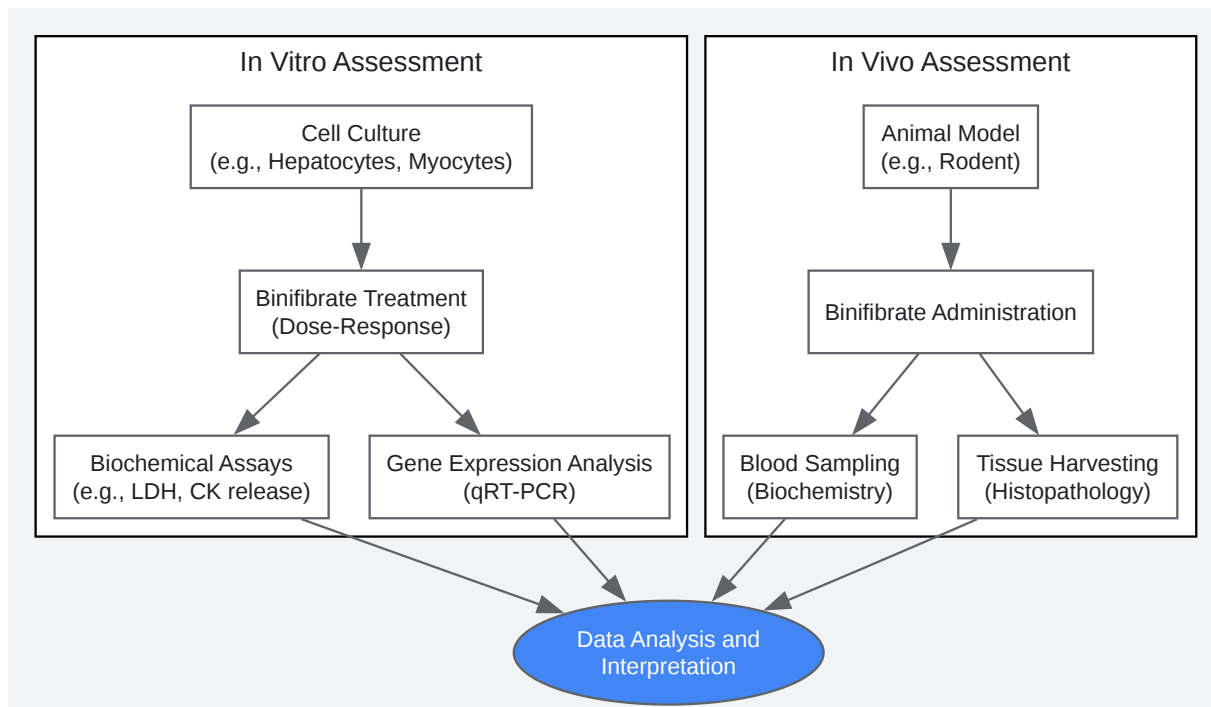 In Vitro Assessment
Cell Culture
(e.g., Hepatocytes, Myocytes)
Binifibrate Treatment
(Dose-Response)
Biochemical Assays
(e.g., LDH, CK release)
Gene Expression Analysis
(qRT-PCR)
In Vivo Assessment
Animal Model
(e.g., Rodent)
Binifibrate Administration
Blood Sampling
(Biochemistry)
Tissue Harvesting
(Histopathology)
Data Analysis and
Interpretation